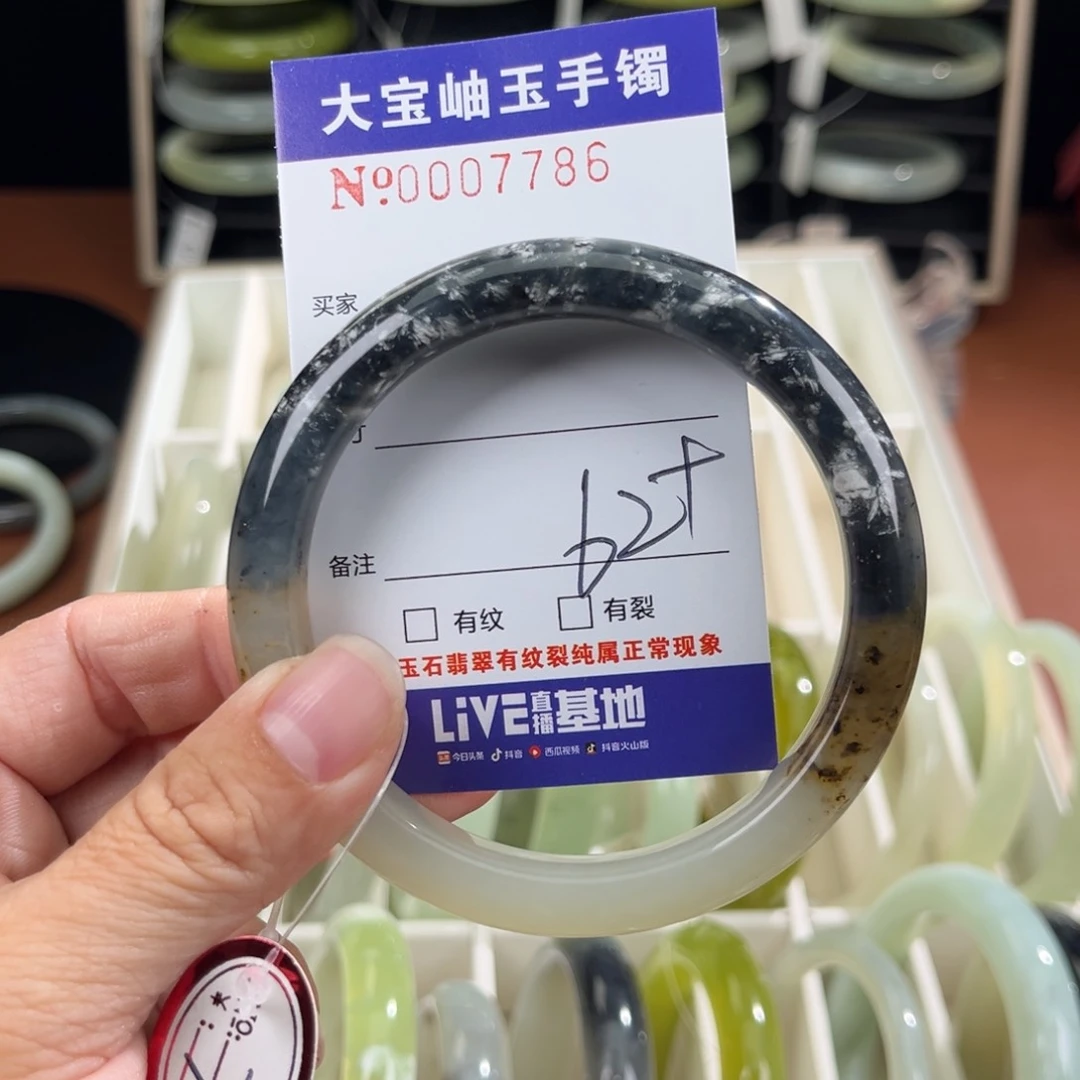 大宝岫玉手镯
Nº0007786
买家
备注
62+
有纹
有裂
玉石翡翠有纹裂纯属正常现象
LiVE直播基地
今日头条 抖音 西瓜视频 抖音火山版